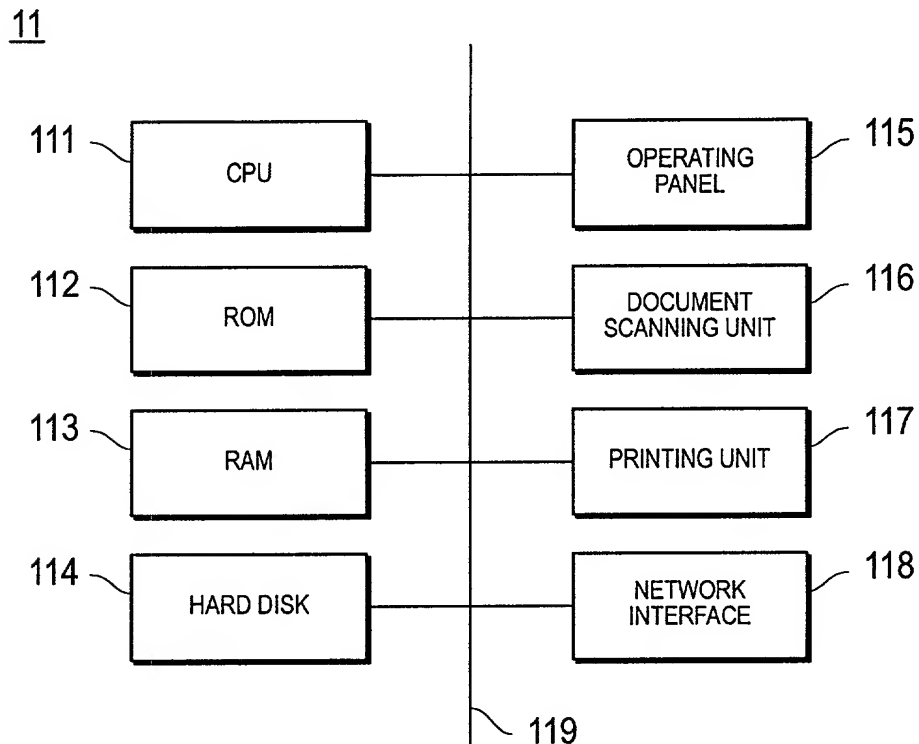 11
111
CPU
112
ROM
113
RAM
114
HARD DISK
115
OPERATING
PANEL
116
DOCUMENT
SCANNING UNIT
117
PRINTING UNIT
118
NETWORK
INTERFACE
119